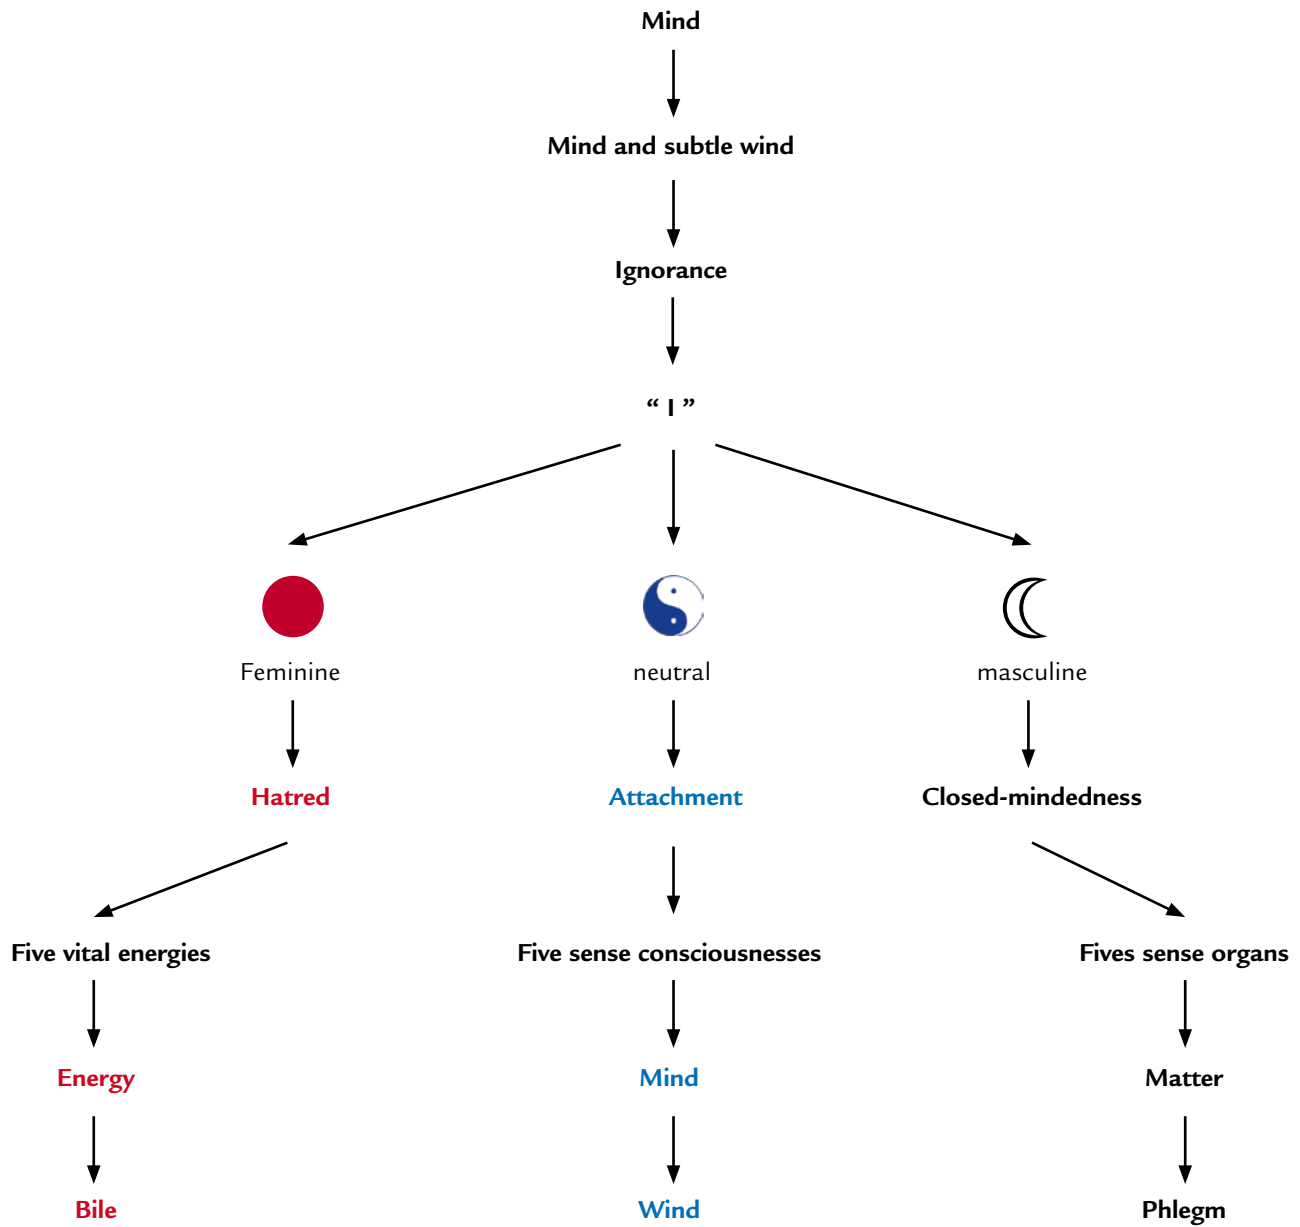 Mind
Mind and subtle wind
Ignorance
“ I ”
Feminine
neutral
masculine
Hatred
Attachment
Closed-mindedness
Five vital energies
Five sense consciousnesses
Fives sense organs
Energy
Mind
Matter
Bile
Wind
Phlegm